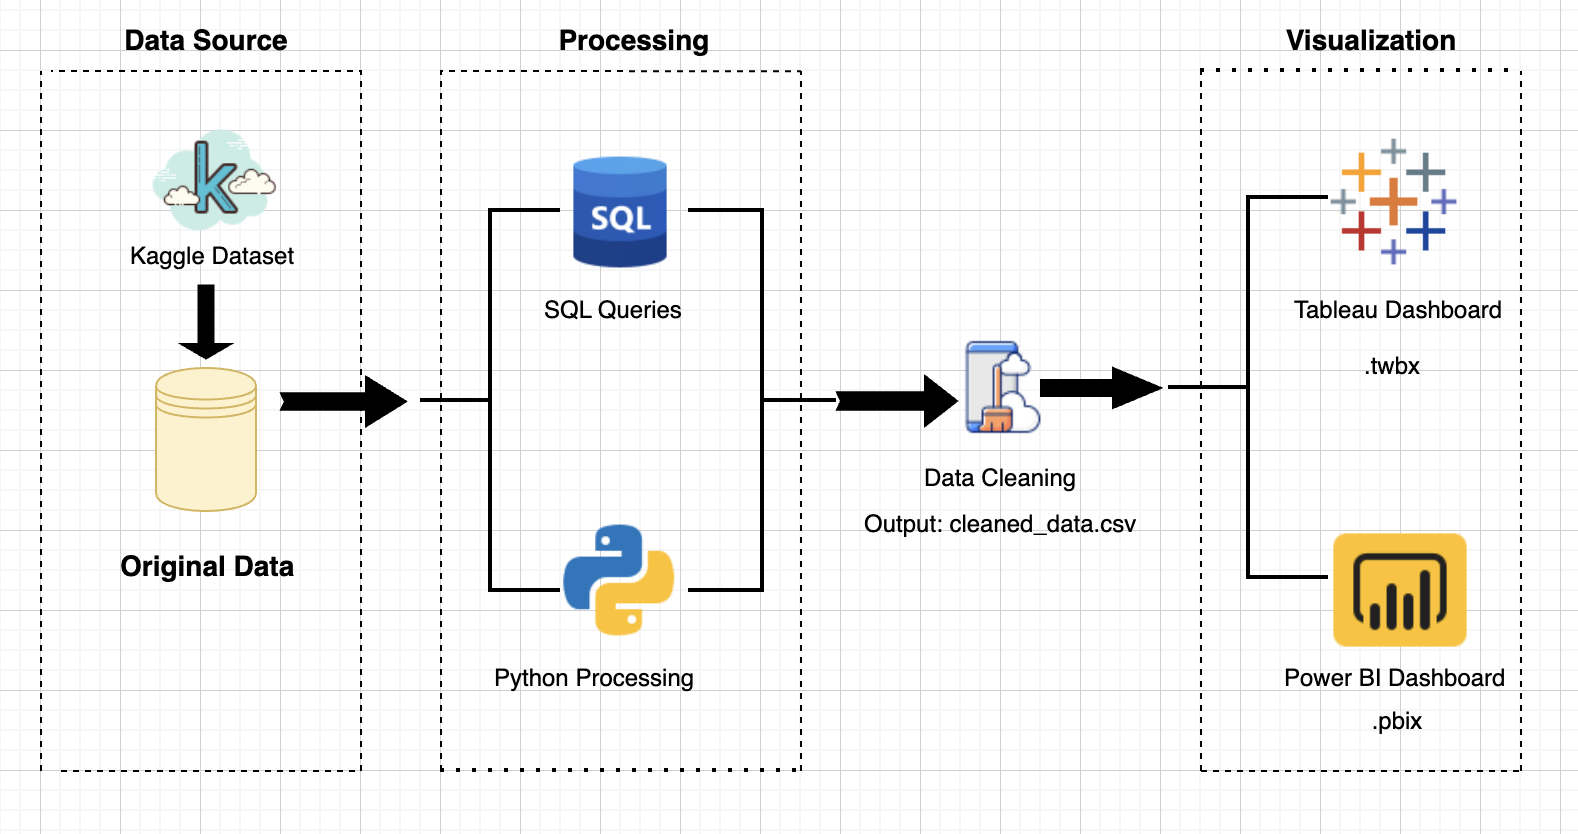 Data Source
Processing
Visualization
k
Kaggle Dataset
SQL
SQL Queries
Tableau Dashboard
.twbx
Original Data
Data Cleaning
Output: cleaned_data.csv
Python Processing
Power BI Dashboard
.pbix